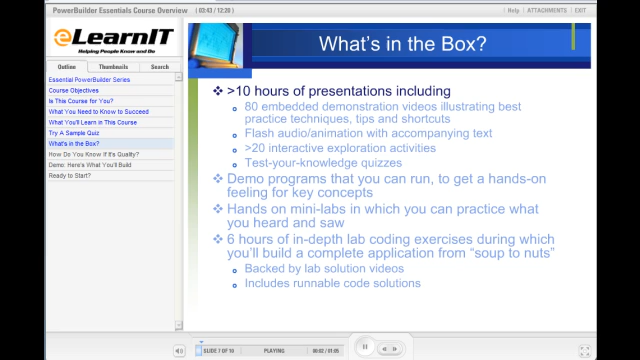 PowerBuilder Essentials Course Overview (03:43 / 12:20)
Help | ATTACHMENTS | EXIT
eLearnIT
Helping People Know and Do
Outline
Thumbnails
Search
Essential PowerBuilder Series
Course Objectives
Is This Course for You?
What You Need to Know to Succeed
What You'll Learn in This Course
Try A Sample Quiz
What's in the Box?
How Do You Know If It's Quality?
Demo: Here's What You'll Build
Ready to Start?
What's in the Box?
>10 hours of presentations including
80 embedded demonstration videos illustrating best
practice techniques, tips and shortcuts
Flash audio/animation with accompanying text
>20 interactive exploration activities
Test-your-knowledge quizzes
Demo programs that you can run, to get a hands-on
feeling for key concepts
Hands on mini-labs in which you can practice what
you heard and saw
6 hours of in-depth lab coding exercises during which
you'll build a complete application from "soup to nuts"
Backed by lab solution videos
Includes runnable code solutions
SLIDE 7 OF 10
PLAYING
00:02 / 01:05